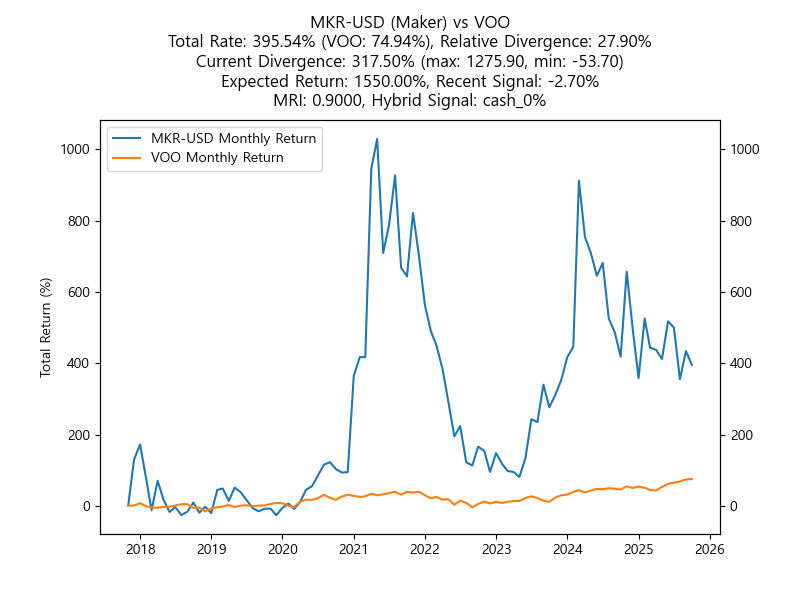 MKR-USD (Maker) vs VOO
Total Rate: 395.54% (VOO: 74.94%), Relative Divergence: 27.90%
Current Divergence: 317.50% (max: 1275.90, min: -53.70)
Expected Return: 1550.00%, Recent Signal: -2.70%
MRI: 0.9000, Hybrid Signal: cash_0%
MKR-USD Monthly Return
VOO Monthly Return
Total Return (%)
1000
800
600
400
200
0
1000
800
600
400
200
0
2018 2019 2020 2021 2022 2023 2024 2025 2026